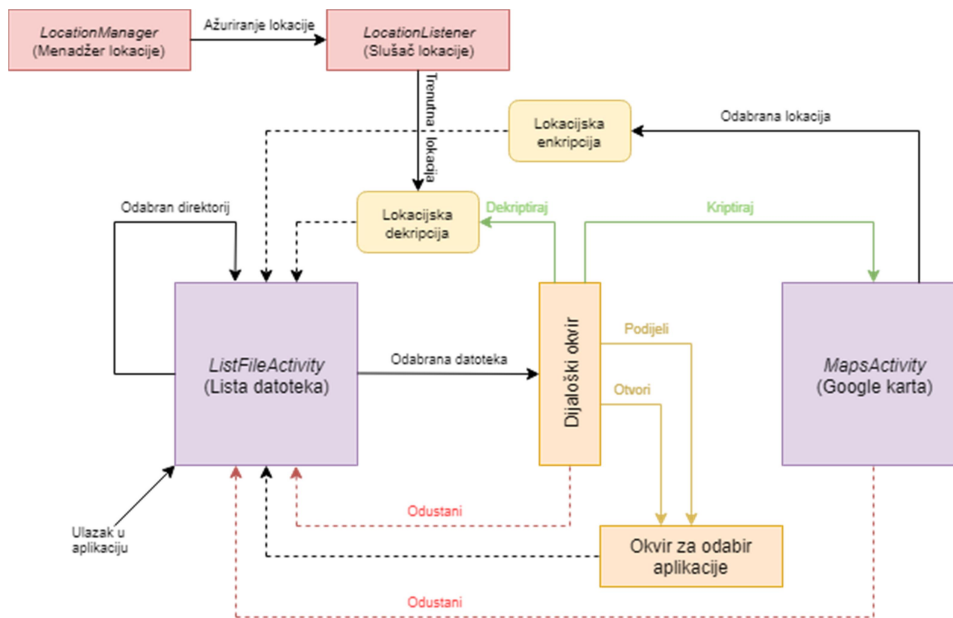 LocationManager
(Menadžer lokacije)
Ažuriranje lokacije
LocationListener
(Slušač lokacije)
Trenutna lokacija
Lokacijska
enkripcija
Odabrana lokacija
Odabran direktorij
Lokacijska
dekripcija
Dekriptiraj
Kriptiraj
ListFileActivity
(Lista datoteka)
Odabrana datoteka
Dijaloški okvir
Podijeli
Otvori
MapsActivity
(Google karta)
Ulazak u
aplikaciju
Odustani
Okvir za odabir
aplikacije
Odustani